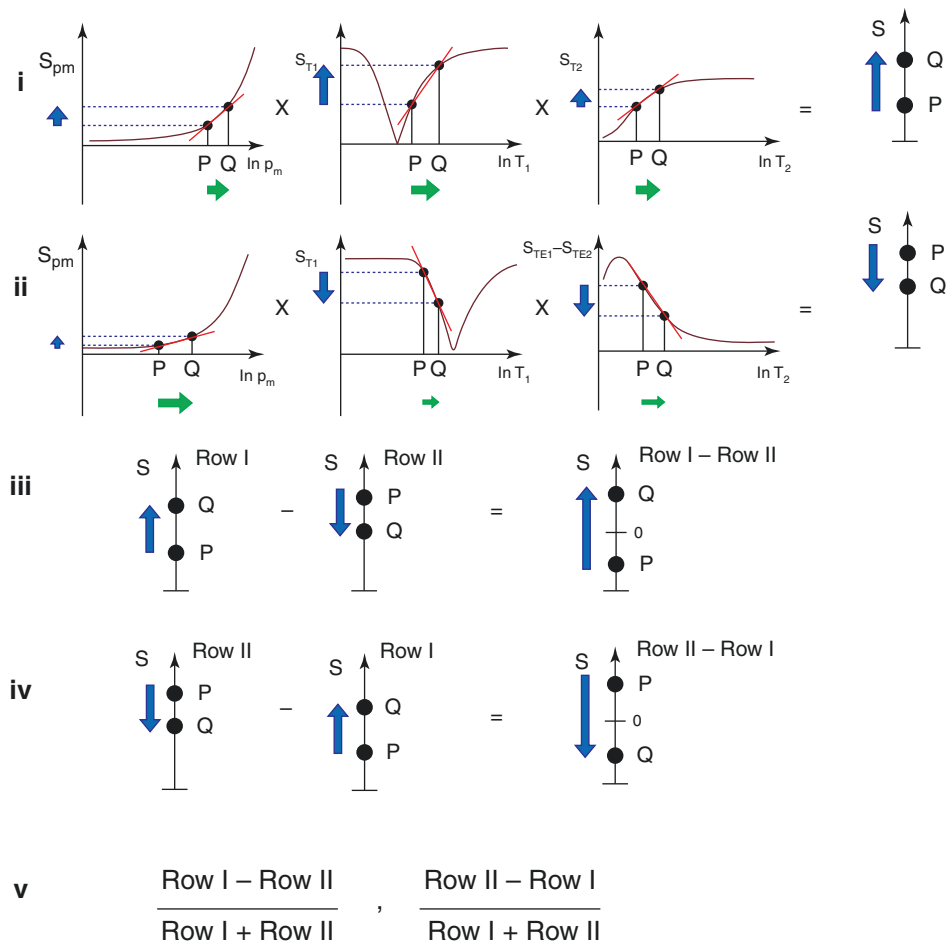 i
S_pm
P Q
ln p_m
X
S_T1
P Q
ln T_1
X
S_T2
P Q
ln T_2
=
S
Q
P
ii
S_pm
P Q
ln p_m
X
S_T1
P Q
ln T_1
X
S_TE1–S_TE2
P Q
ln T_2
=
S
P
Q
iii
S Row I
Q
P
–
S Row II
P
Q
=
S Row I – Row II
Q
0
P
iv
S Row II
P
Q
–
S Row I
Q
P
=
S Row II – Row I
P
0
Q
v
Row I – Row II
Row I + Row II
,
Row II – Row I
Row I + Row II